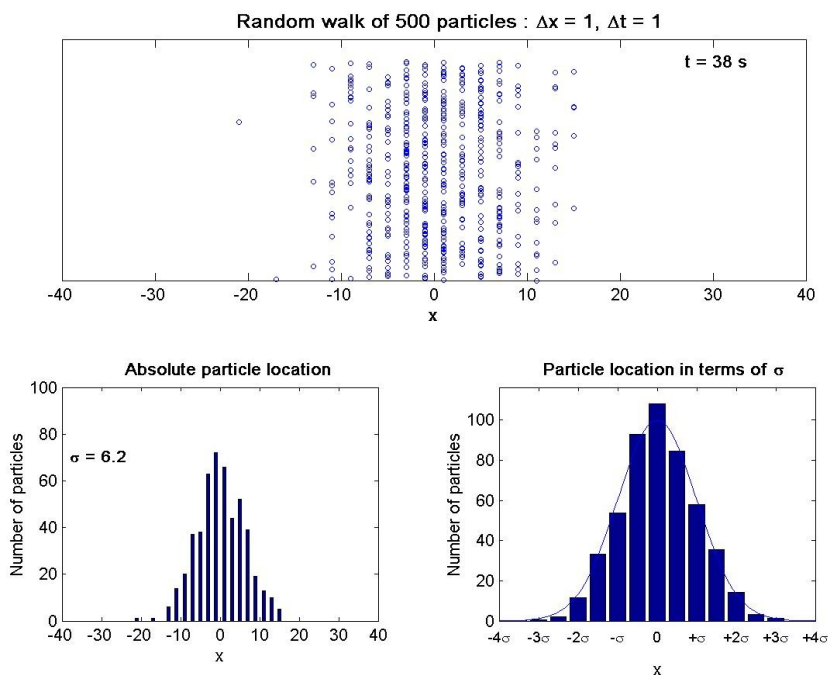 Random walk of 500 particles : Δx = 1, Δt = 1
t = 38 s
-40 -30 -20 -10 0 10 20 30 40
x
Absolute particle location
Number of particles
100
80
60
40
20
0
σ = 6.2
-40 -30 -20 -10 0 10 20 30 40
x
Particle location in terms of σ
Number of particles
100
80
60
40
20
0
-4σ -3σ -2σ -σ 0 +σ +2σ +3σ +4σ
x